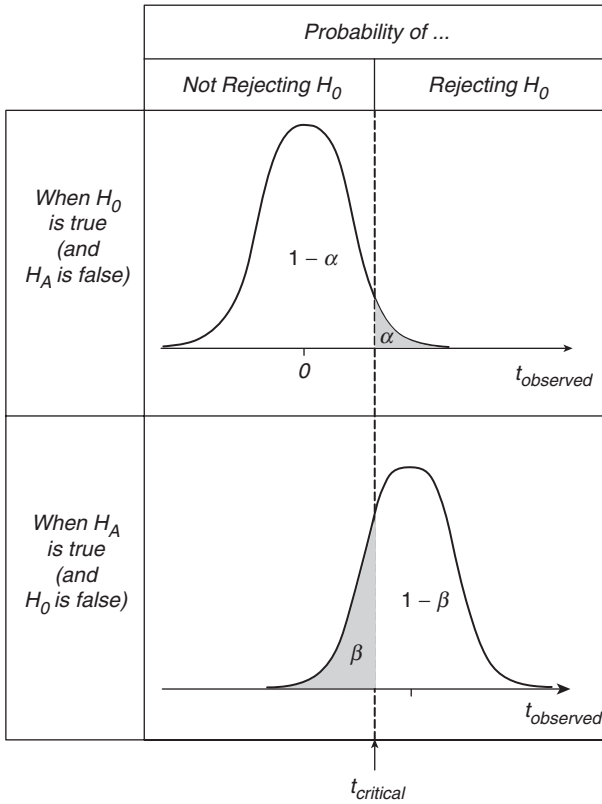 Probability of ...
Not Rejecting H0
Rejecting H0
When H0
is true
(and
HA is false)
1 – α
α
0
tobserved
When HA
is true
(and
H0 is false)
1 – β
β
tobserved
tcritical